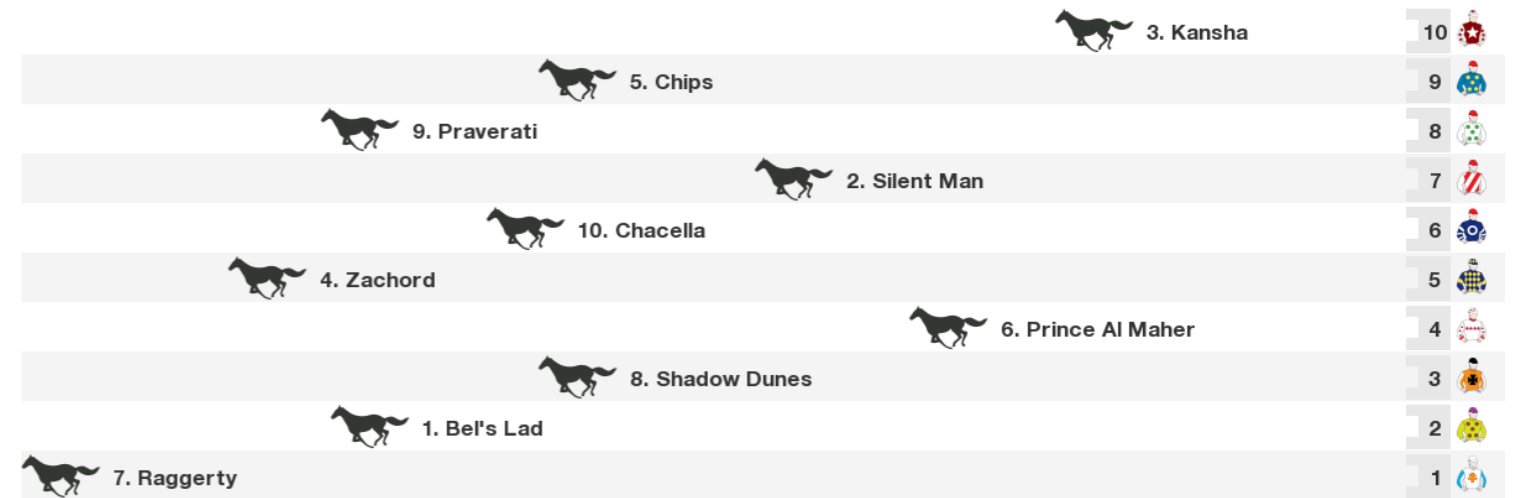 3. Kansha 10
5. Chips 9
9. Praverati 8
2. Silent Man 7
10. Chacella 6
4. Zachord 5
6. Prince Al Maher 4
8. Shadow Dunes 3
1. Bel's Lad 2
7. Raggerty 1